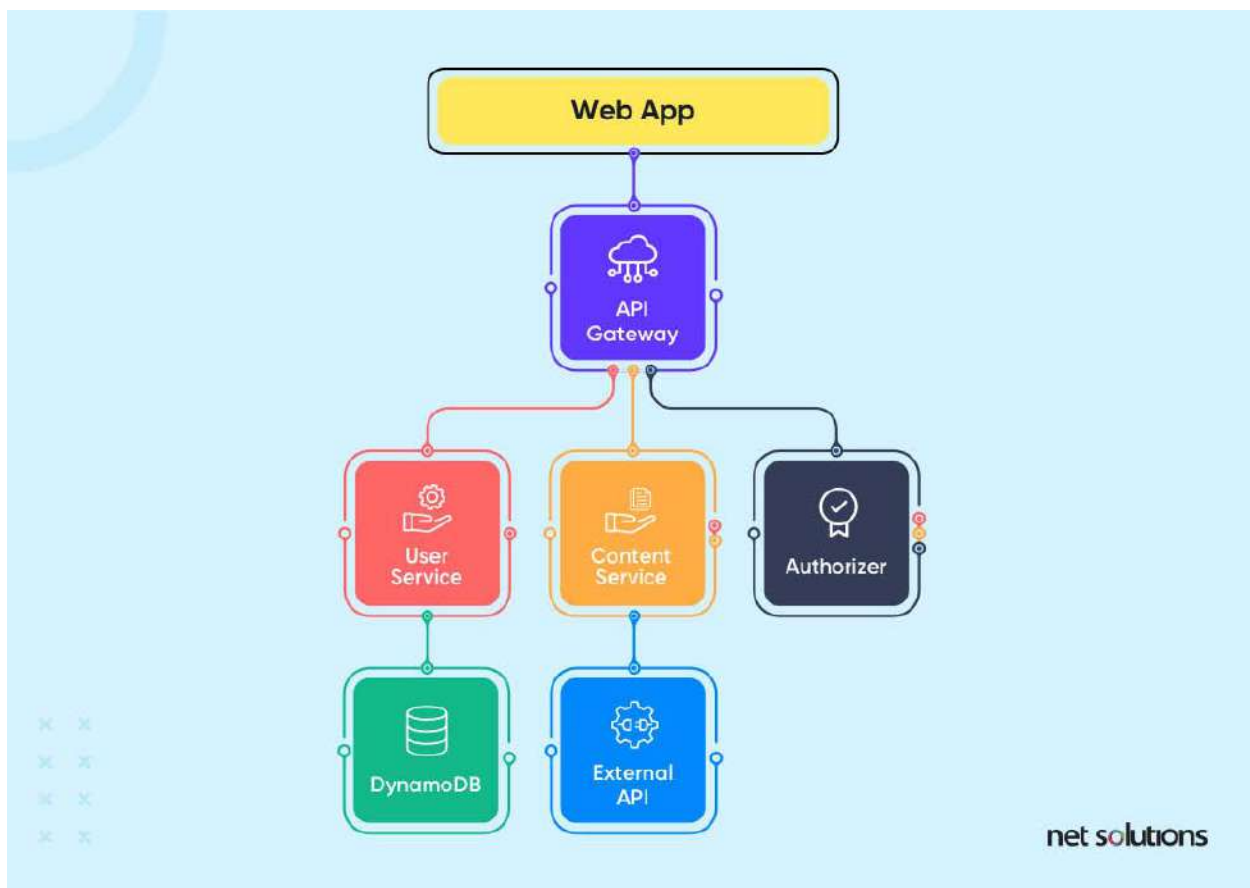 Web App
API
Gateway
User
Service
Content
Service
Authorizer
DynamoDB
External
API
net solutions